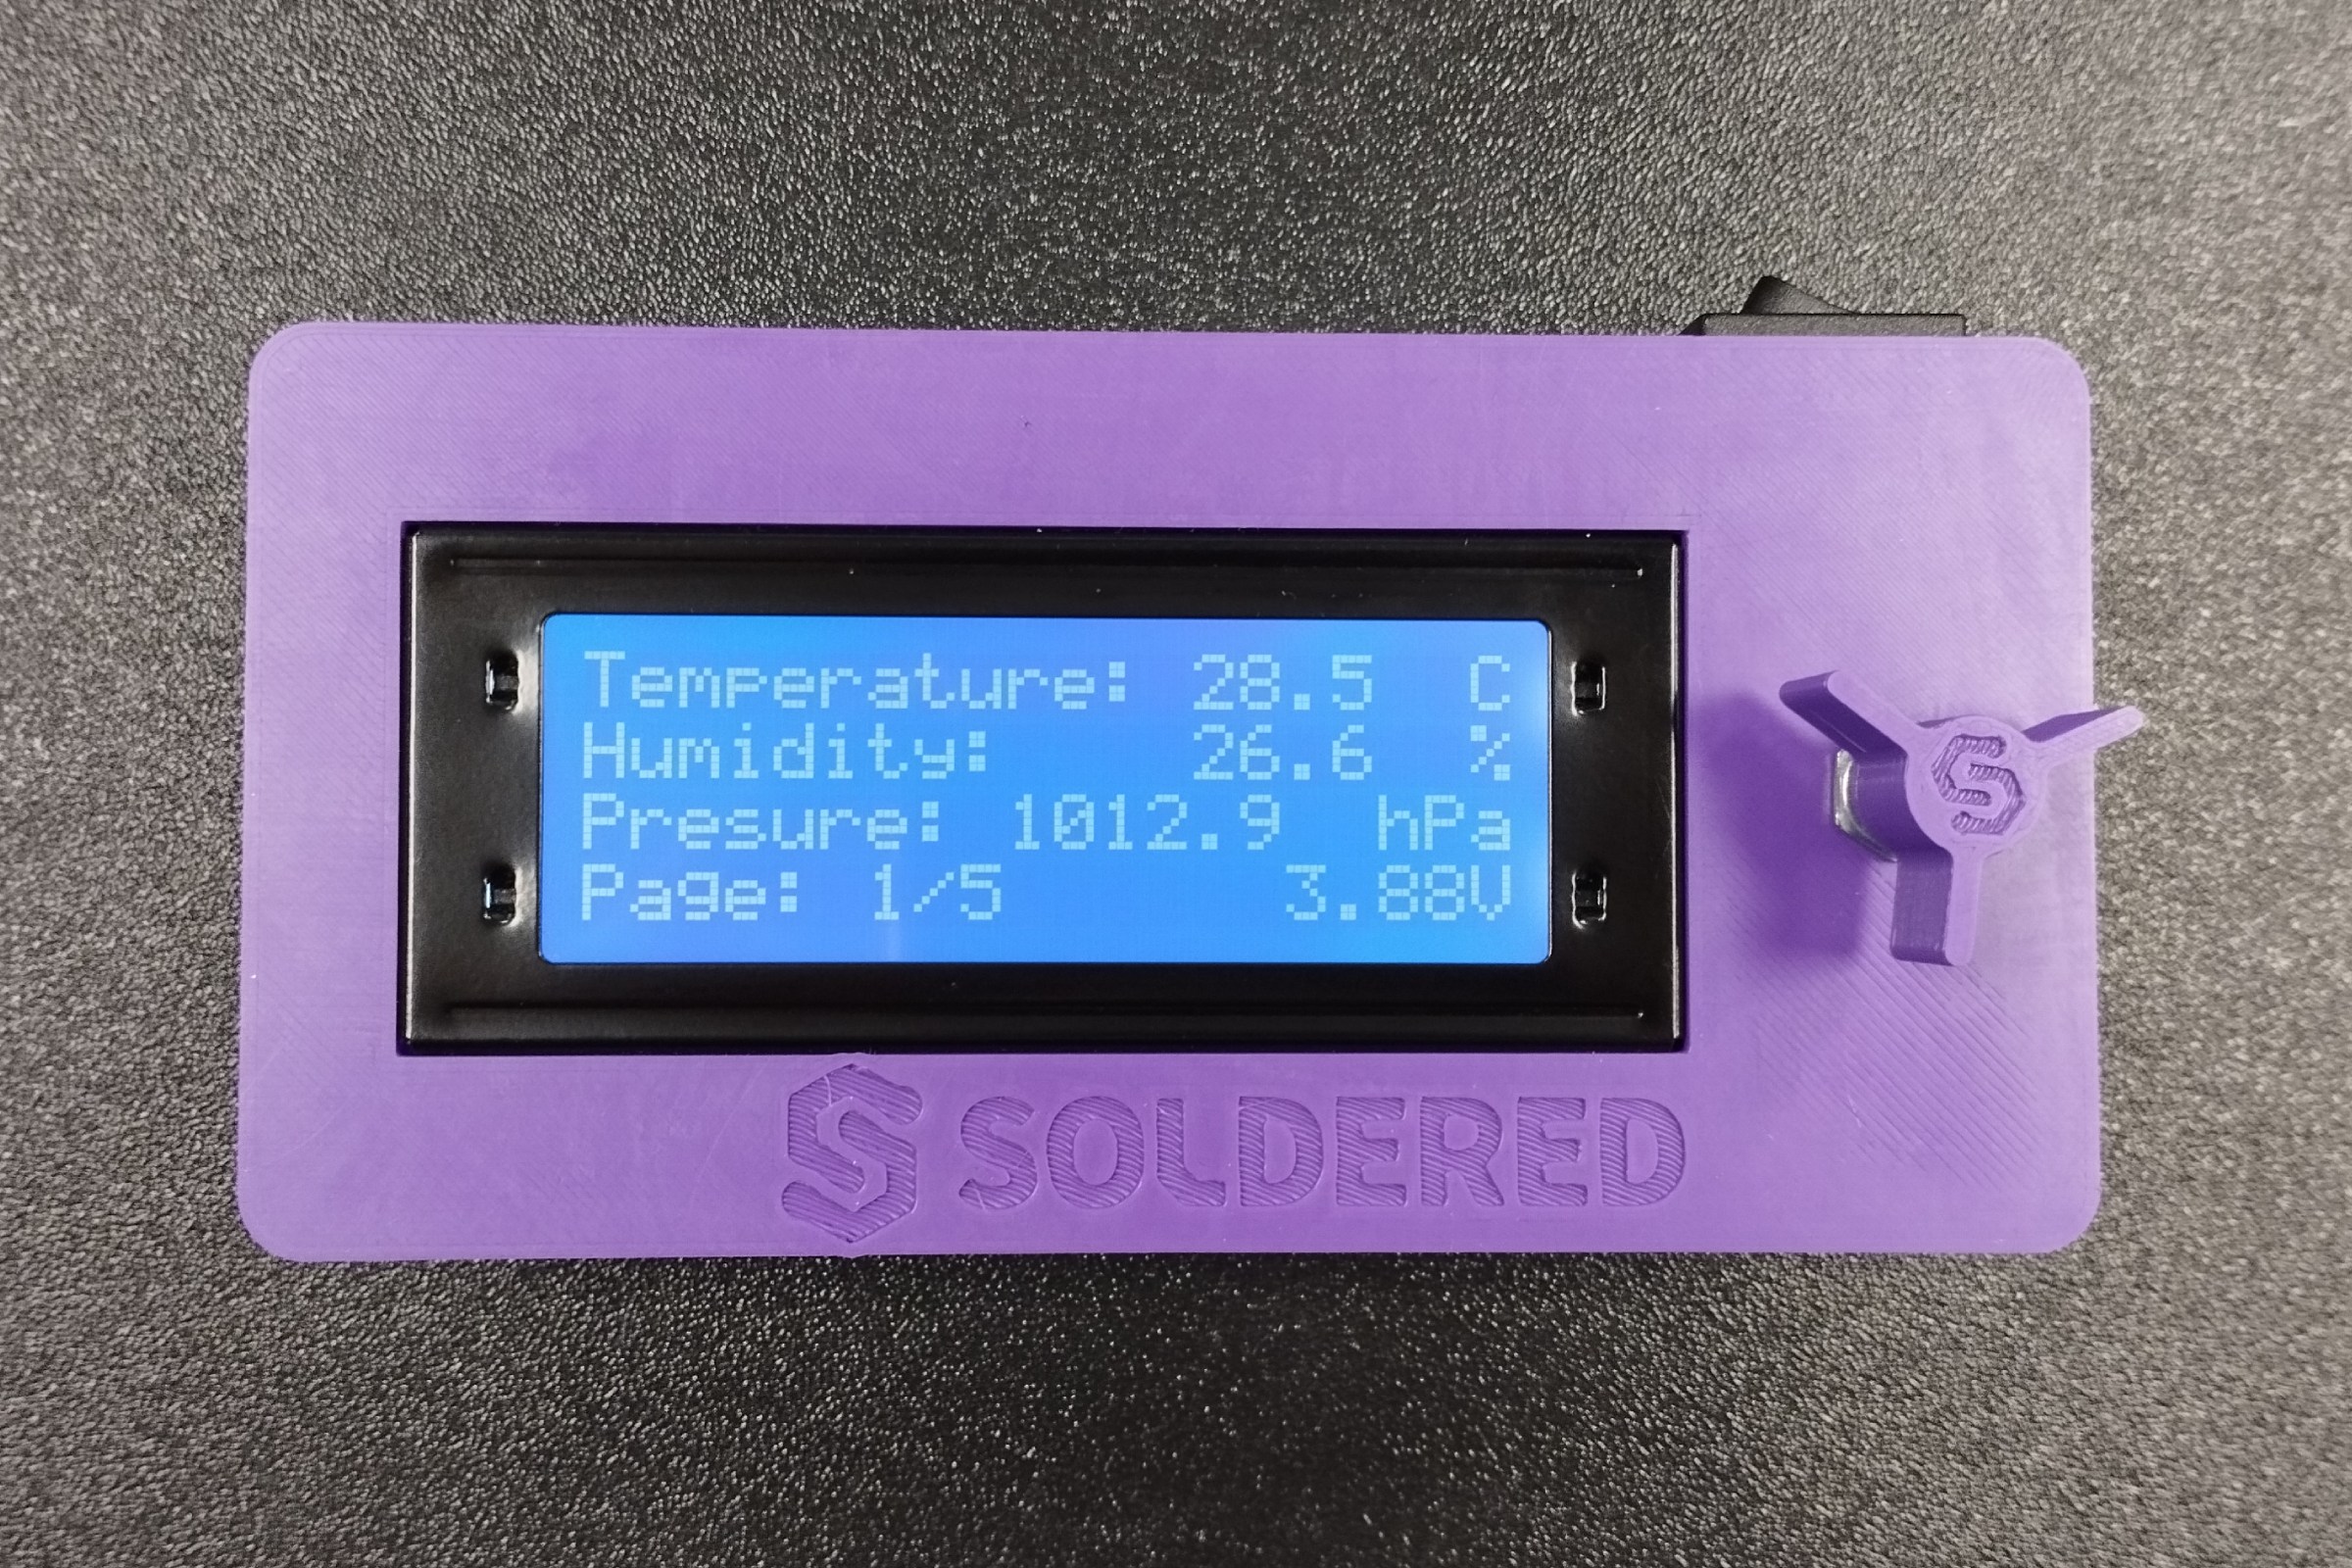 Temperature: 28.5 C
Humidity: 26.6 %
Presure: 1012.9 hPa
Page: 1/5 3.88V
SOLDERED